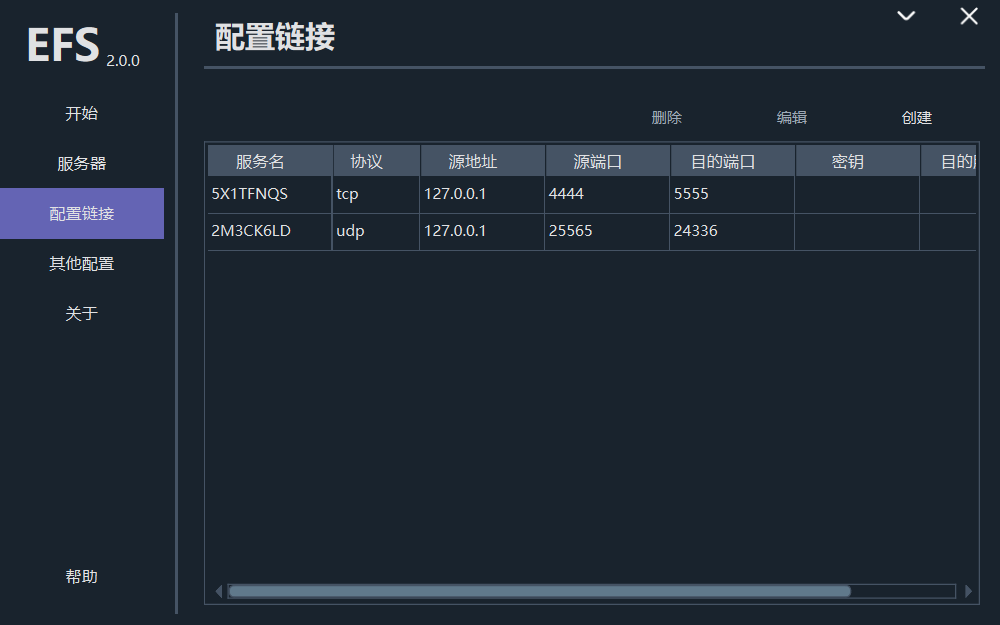 EFS 2.0.0
开始
服务器
配置链接
其他配置
关于
帮助
配置链接
删除 编辑 创建
服务名 协议 源地址 源端口 目的端口 密钥 目的
5X1TFNQS tcp 127.0.0.1 4444 5555
2M3CK6LD udp 127.0.0.1 25565 24336